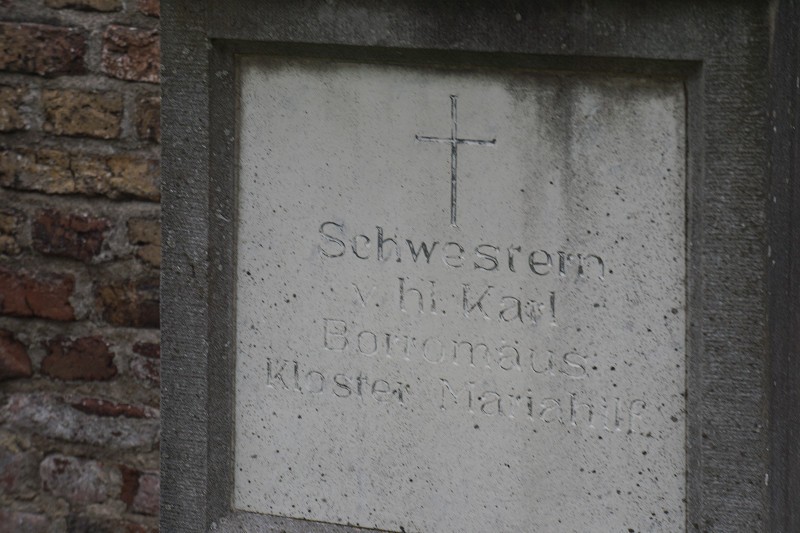 Schwestern
v. hl. Karl
Borromäus
Kloster Mariahilf